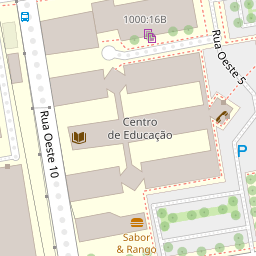 1000:16B
Rua Oeste 5
Rua Oeste 10
Centro
de Educação
P
Sabor
& Rango